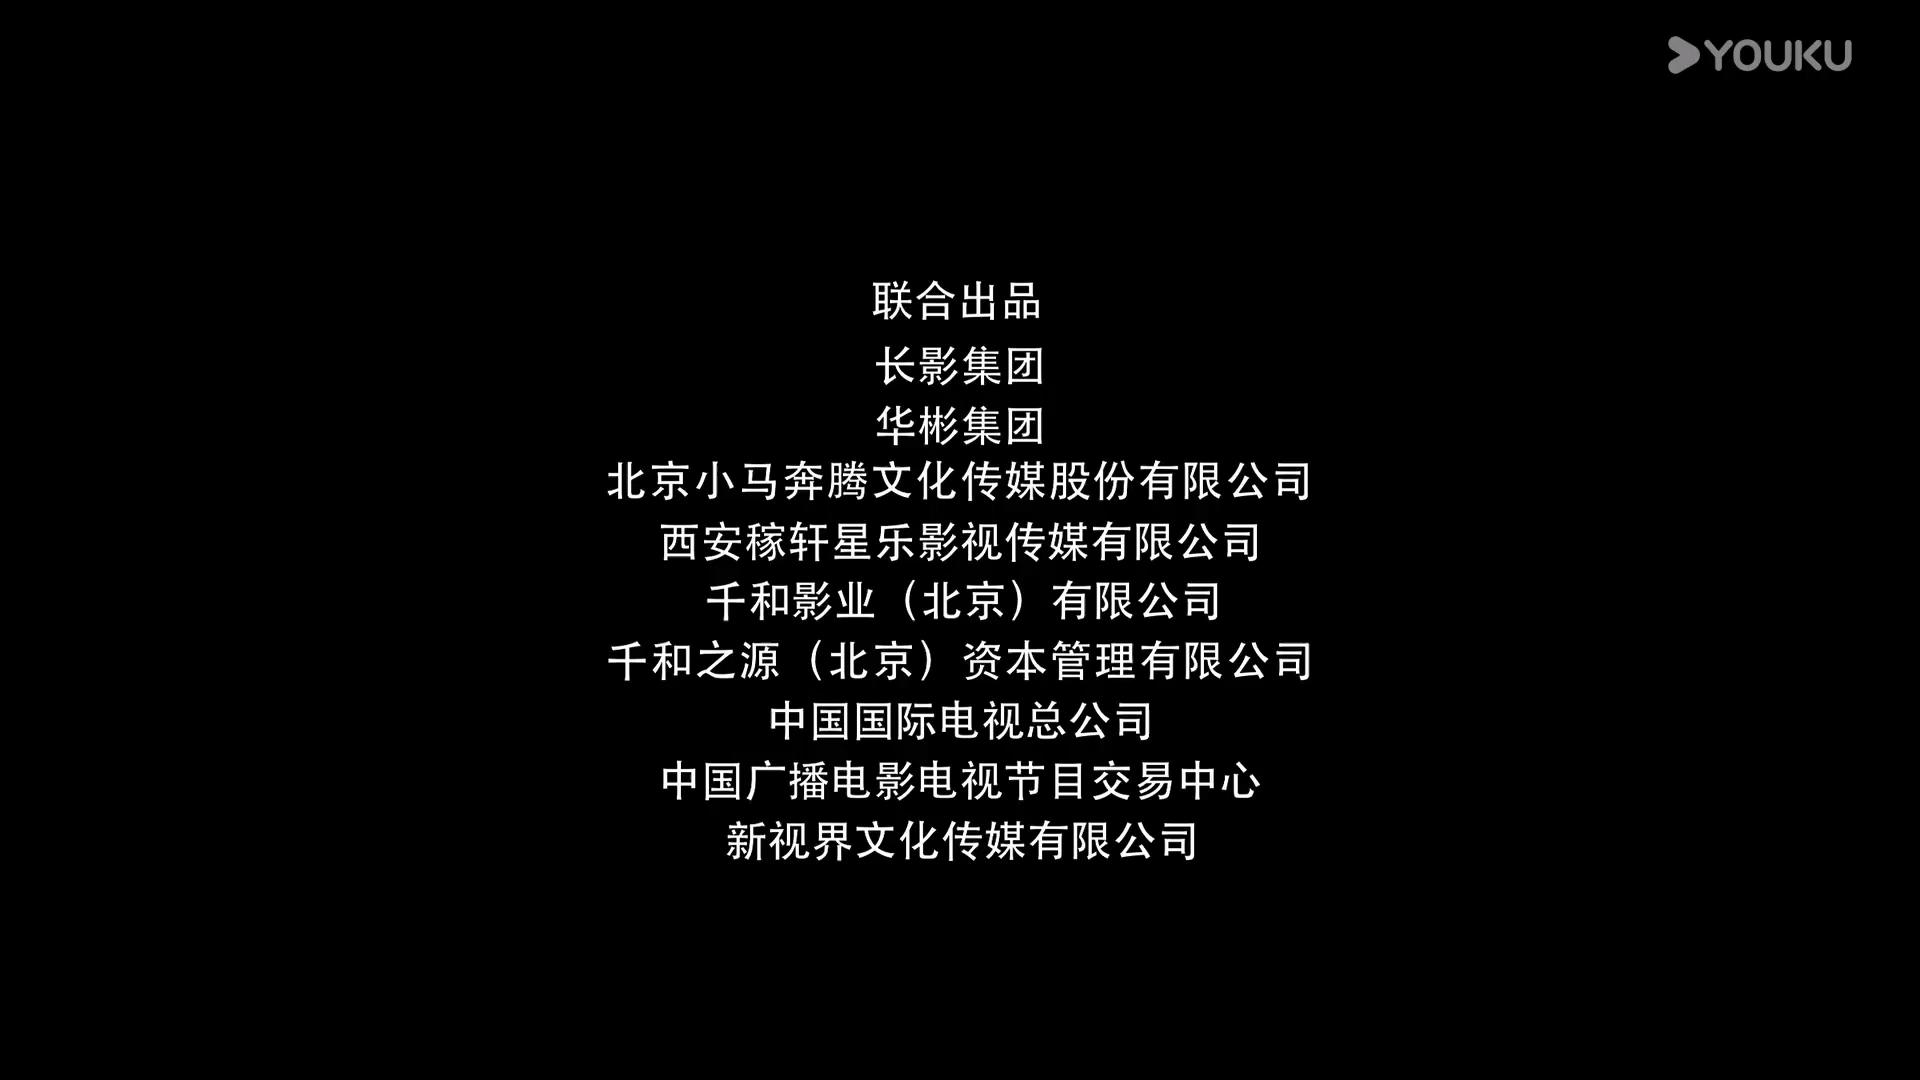 YOUKU
联合出品
长影集团
华彬集团
北京小马奔腾文化传媒股份有限公司
西安稼轩星乐影视传媒有限公司
千和影业（北京）有限公司
千和之源（北京）资本管理有限公司
中国国际电视总公司
中国广播电影电视节目交易中心
新视界文化传媒有限公司